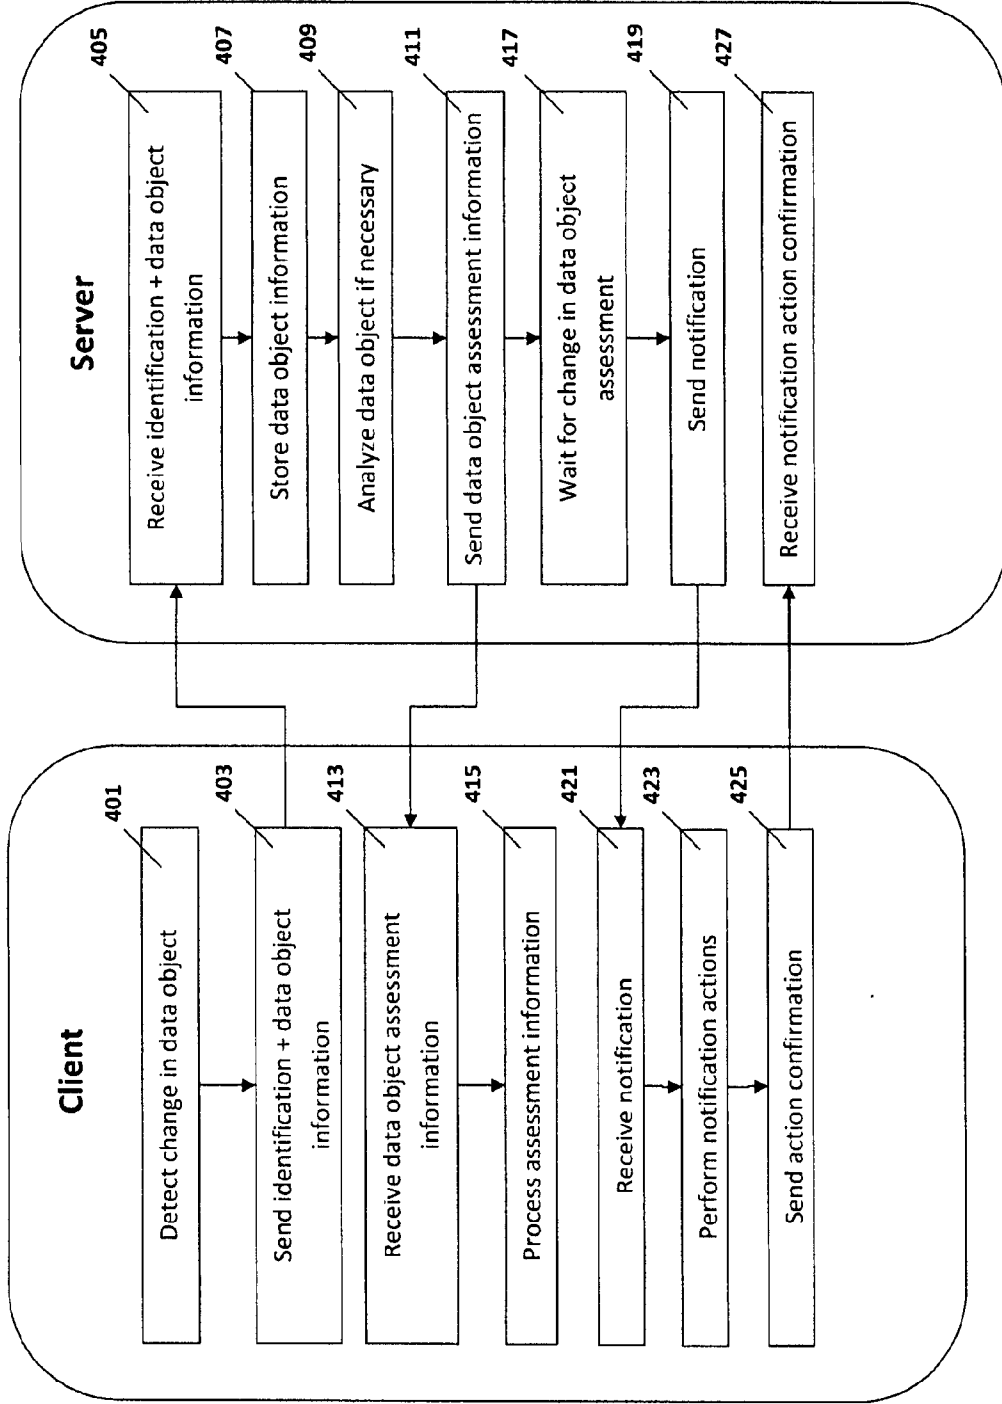 Client
401
Detect change in data object
403
Send identification + data object
information
413
Receive data object assessment
information
415
Process assessment information
421
Receive notification
423
Perform notification actions
425
Send action confirmation
Server
405
Receive identification + data object
information
407
Store data object information
409
Analyze data object if necessary
411
Send data object assessment information
417
Wait for change in data object
assessment
419
Send notification
427
Receive notification action confirmation